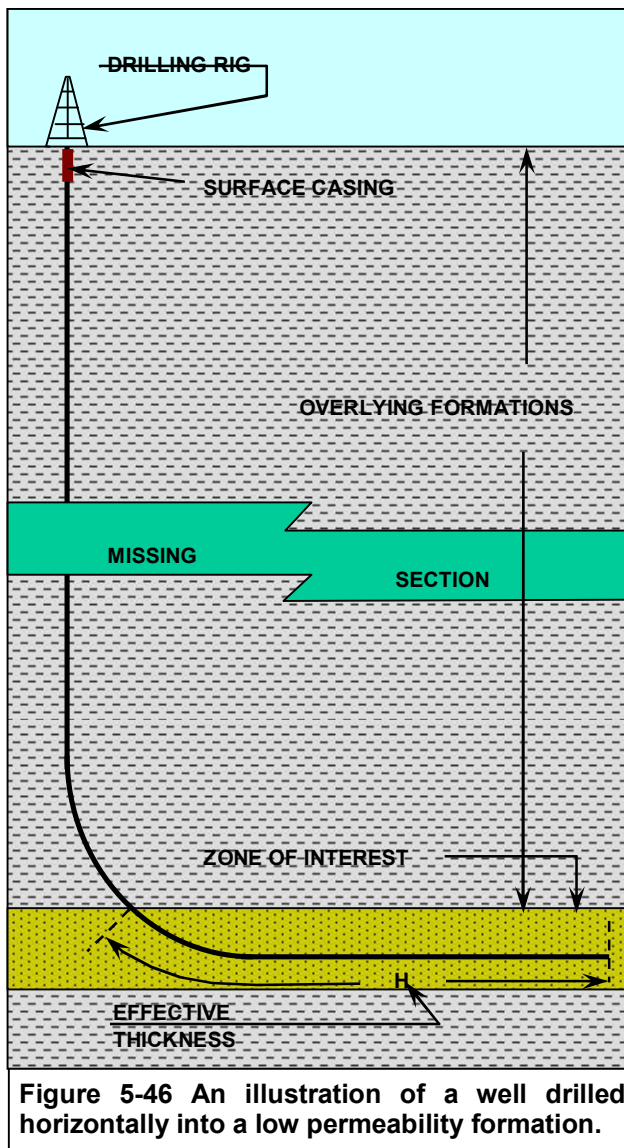 DRILLING RIG
SURFACE CASING
OVERLYING FORMATIONS
MISSING
SECTION
ZONE OF INTEREST
H
EFFECTIVE
THICKNESS
Figure 5-46 An illustration of a well drilled
horizontally into a low permeability formation.